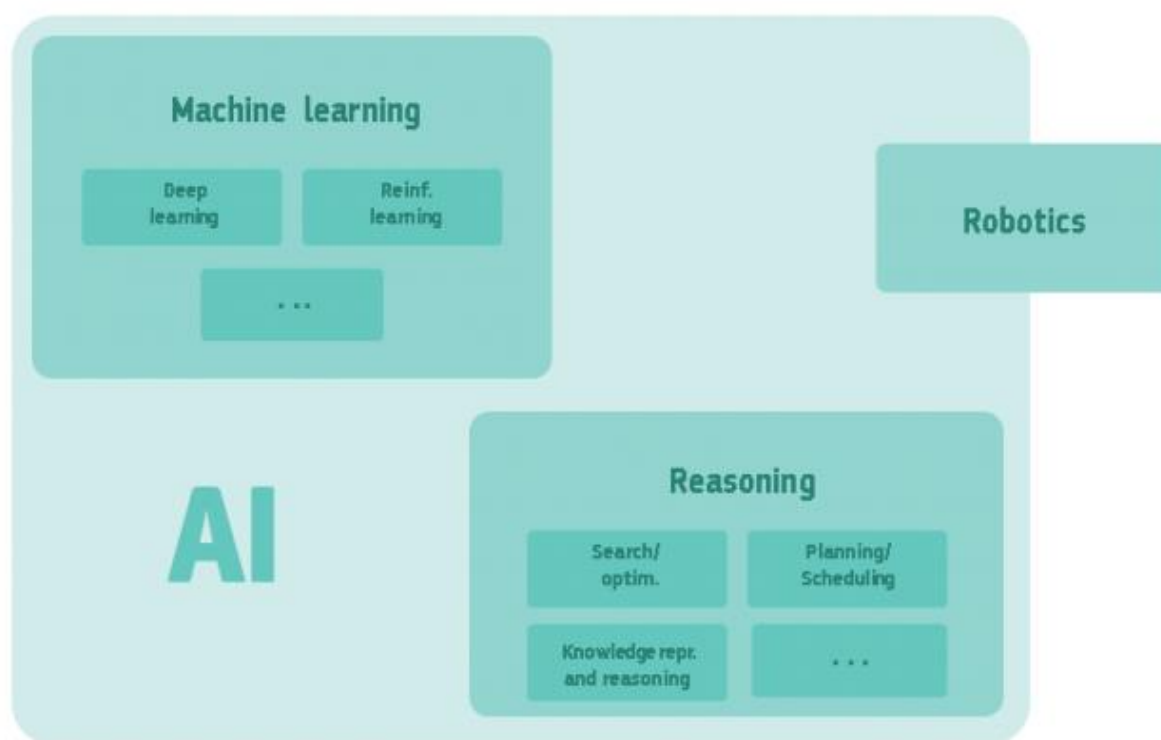 Machine learning
Deep
learning
Reinf.
learning
...
Robotics
AI
Reasoning
Search/
optim.
Planning/
Scheduling
Knowledge repr.
and reasoning
...